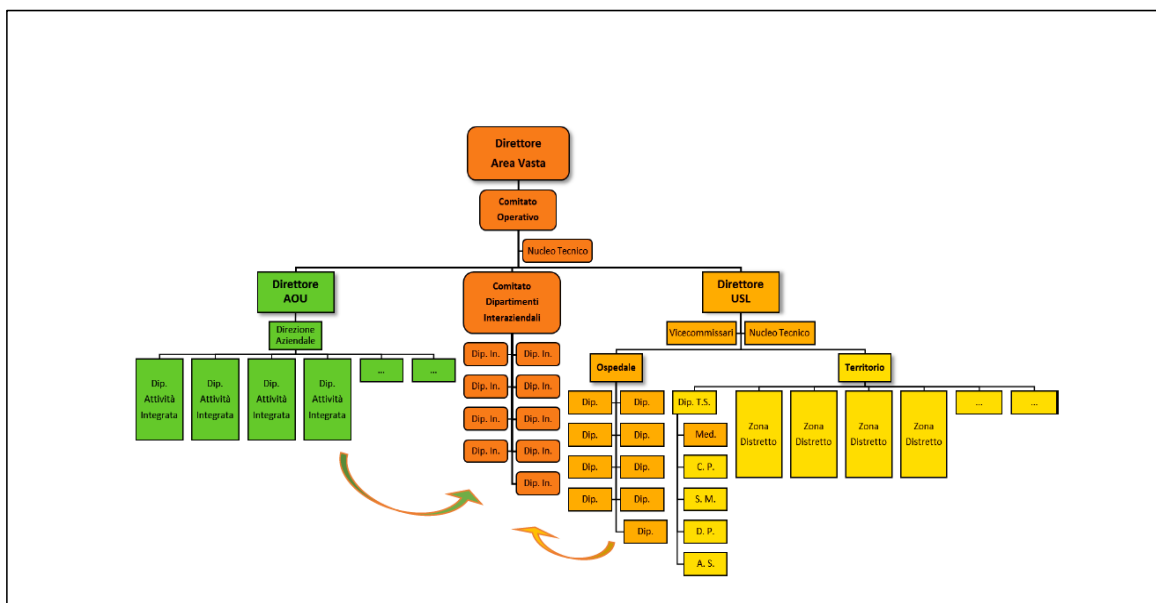 Direttore
Area Vasta
Comitato
Operativo
Nucleo Tecnico
Direttore
AOU
Comitato
Dipartimenti
Interaziendali
Direttore
USL
Direzione
Aziendale
Vicecommissari
Nucleo Tecnico
Dip.
Attività
Integrata
Dip.
Attività
Integrata
Dip.
Attività
Integrata
Dip.
Attività
Integrata
...
...
Dip. In.
Dip. In.
Dip. In.
Dip. In.
Dip. In.
Dip. In.
Dip. In.
Dip. In.
Dip. In.
Ospedale
Dip.
Dip.
Dip.
Dip.
Dip.
Dip.
Dip.
Dip.
Dip.
Territorio
Dip. T.S.
Med.
C. P.
S. M.
D. P.
A. S.
Zona
Distretto
Zona
Distretto
Zona
Distretto
Zona
Distretto
...
...